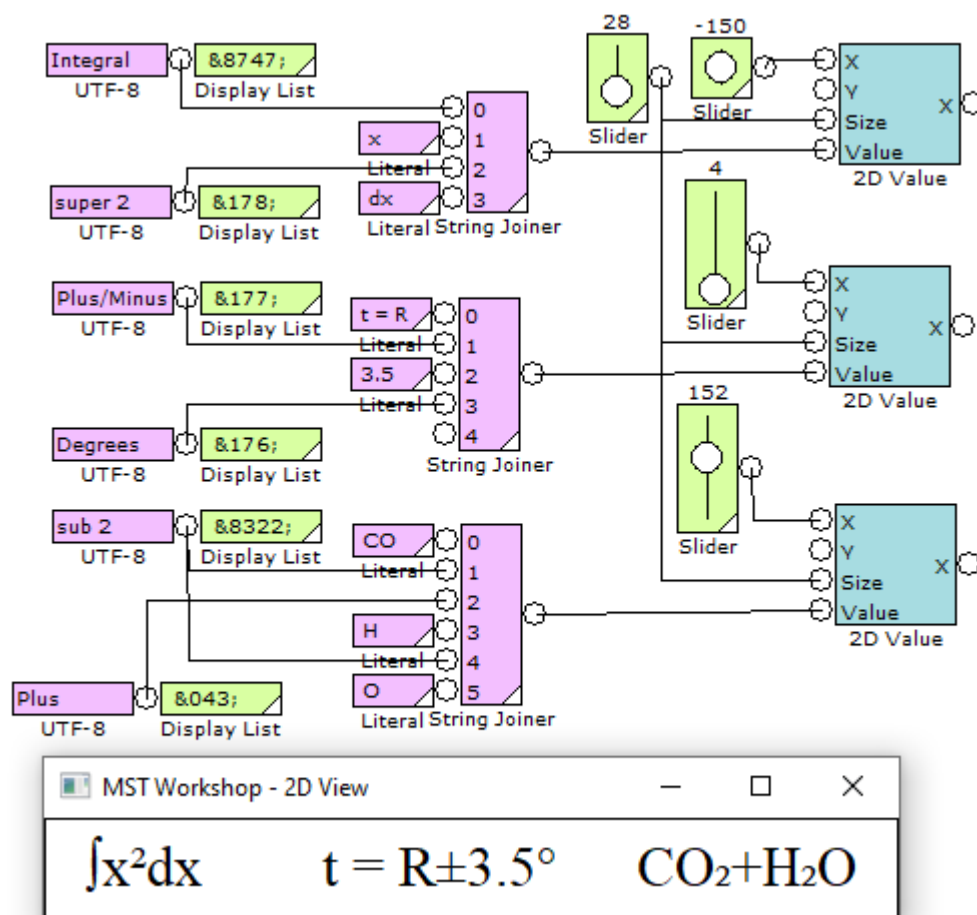 28 -150
Integral &8747; X
UTF-8 Display List Y
0 Slider Slider Size X
x 1 Value
Literal 2 2D Value
super 2 &178; dx 3 4
UTF-8 Display List Literal String Joiner
Plus/Minus &177; t = R 0 X
UTF-8 Display List Literal 1 Slider Y X
3.5 2 Size
Literal 3 Value
Degrees &176; 4 152 2D Value
UTF-8 Display List String Joiner
sub 2 &8322; CO 0 X
UTF-8 Display List Literal 1 Slider Y X
2 Size
H 3 Value
Literal 4 2D Value
Plus &043; O 5
UTF-8 Display List Literal String Joiner
MST Workshop - 2D View
∫x²dx t = R±3.5° CO₂+H₂O